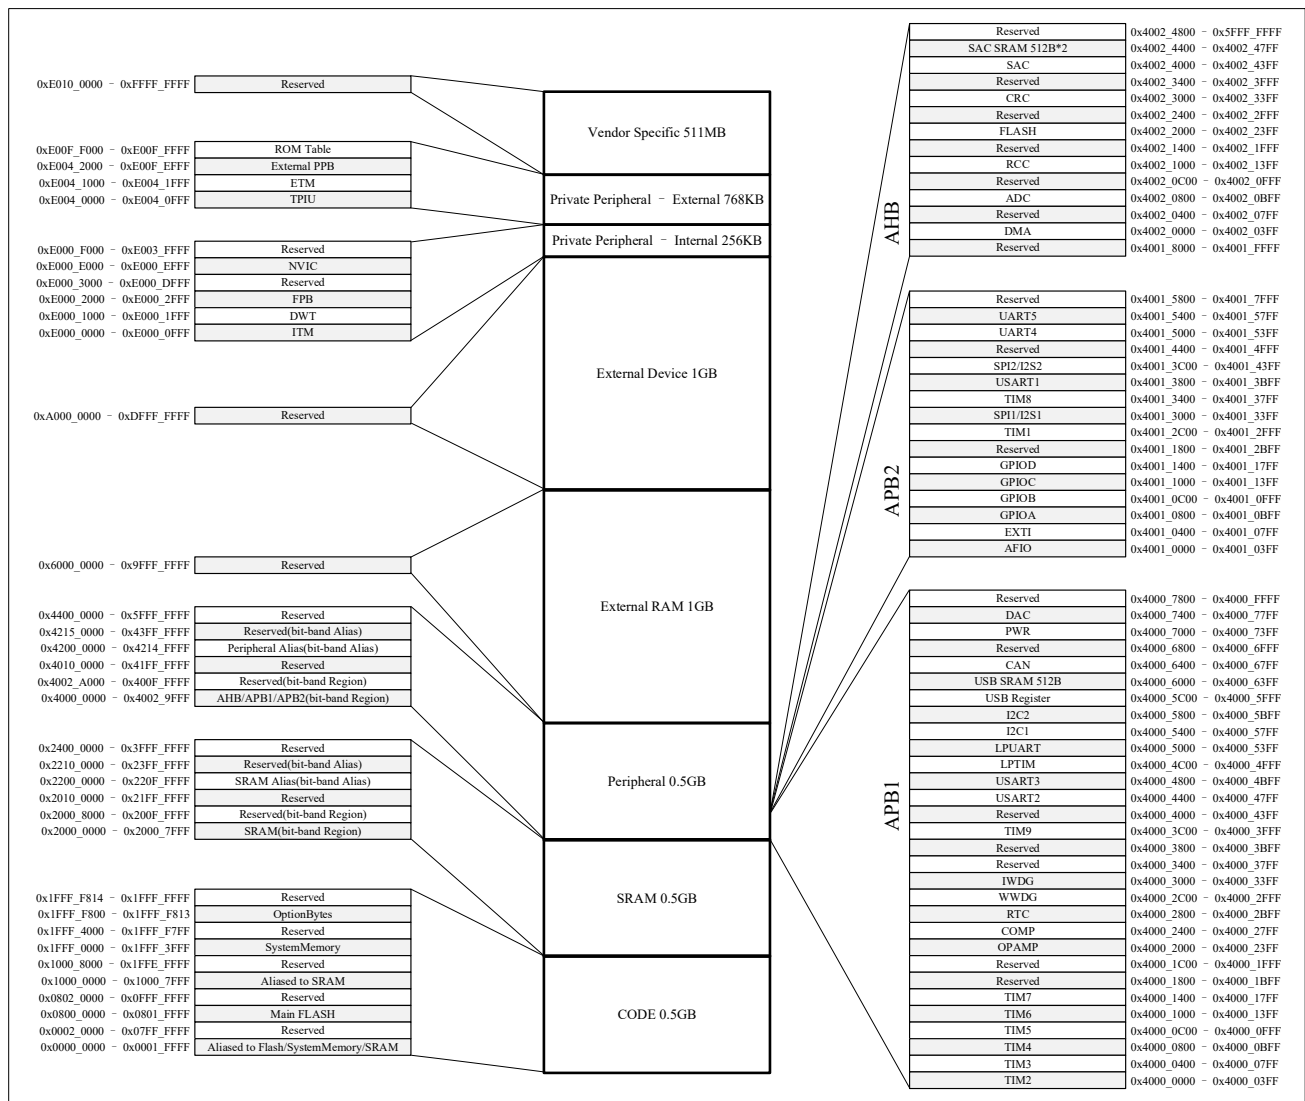 0xE010_0000 - 0xFFFF_FFFF Reserved
0xE00F_F000 - 0xE00F_FFFF ROM Table
0xE004_2000 - 0xE00F_EFFF External PPB
0xE004_1000 - 0xE004_1FFF ETM
0xE004_0000 - 0xE004_0FFF TPIU
0xE000_F000 - 0xE003_FFFF Reserved
0xE000_E000 - 0xE000_EFFF NVIC
0xE000_3000 - 0xE000_DFFF Reserved
0xE000_2000 - 0xE000_2FFF FPB
0xE000_1000 - 0xE000_1FFF DWT
0xE000_0000 - 0xE000_0FFF ITM
0xA000_0000 - 0xDFFF_FFFF Reserved
0x6000_0000 - 0x9FFF_FFFF Reserved
0x4400_0000 - 0x5FFF_FFFF Reserved
0x4215_0000 - 0x43FF_FFFF Reserved(bit-band Alias)
0x4200_0000 - 0x4214_FFFF Peripheral Alias(bit-band Alias)
0x4010_0000 - 0x41FF_FFFF Reserved
0x4002_A000 - 0x400F_FFFF Reserved(bit-band Region)
0x4000_0000 - 0x4002_9FFF AHB/APB1/APB2(bit-band Region)
0x2400_0000 - 0x3FFF_FFFF Reserved
0x2210_0000 - 0x23FF_FFFF Reserved(bit-band Alias)
0x2200_0000 - 0x220F_FFFF SRAM Alias(bit-band Alias)
0x2010_0000 - 0x21FF_FFFF Reserved
0x2000_8000 - 0x200F_FFFF Reserved(bit-band Region)
0x2000_0000 - 0x2000_7FFF SRAM(bit-band Region)
0x1FFF_F814 - 0x1FFF_FFFF Reserved
0x1FFF_F800 - 0x1FFF_F813 OptionBytes
0x1FFF_4000 - 0x1FFF_F7FF Reserved
0x1FFF_0000 - 0x1FFF_3FFF SystemMemory
0x1000_8000 - 0x1FFE_FFFF Reserved
0x1000_0000 - 0x1000_7FFF Aliased to SRAM
0x0802_0000 - 0x0FFF_FFFF Reserved
0x0800_0000 - 0x0801_FFFF Main FLASH
0x0002_0000 - 0x07FF_FFFF Reserved
0x0000_0000 - 0x0001_FFFF Aliased to Flash/SystemMemory/SRAM
Vendor Specific 511MB
Private Peripheral - External 768KB
Private Peripheral - Internal 256KB
External Device 1GB
External RAM 1GB
Peripheral 0.5GB
SRAM 0.5GB
CODE 0.5GB
AHB
Reserved 0x4002_4800 - 0x5FFF_FFFF
SAC SRAM 512B*2 0x4002_4400 - 0x4002_47FF
SAC 0x4002_4000 - 0x4002_43FF
Reserved 0x4002_3400 - 0x4002_3FFF
CRC 0x4002_3000 - 0x4002_33FF
Reserved 0x4002_2400 - 0x4002_2FFF
FLASH 0x4002_2000 - 0x4002_23FF
Reserved 0x4002_1400 - 0x4002_1FFF
RCC 0x4002_1000 - 0x4002_13FF
Reserved 0x4002_0C00 - 0x4002_0FFF
ADC 0x4002_0800 - 0x4002_0BFF
Reserved 0x4002_0400 - 0x4002_07FF
DMA 0x4002_0000 - 0x4002_03FF
Reserved 0x4001_8000 - 0x4001_FFFF
APB2
Reserved 0x4001_5800 - 0x4001_7FFF
UART5 0x4001_5400 - 0x4001_57FF
UART4 0x4001_5000 - 0x4001_53FF
Reserved 0x4001_4400 - 0x4001_4FFF
SPI2/I2S2 0x4001_3C00 - 0x4001_43FF
USART1 0x4001_3800 - 0x4001_3BFF
TIM8 0x4001_3400 - 0x4001_37FF
SPI1/I2S1 0x4001_3000 - 0x4001_33FF
TIM1 0x4001_2C00 - 0x4001_2FFF
Reserved 0x4001_1800 - 0x4001_2BFF
GPIOD 0x4001_1400 - 0x4001_17FF
GPIOC 0x4001_1000 - 0x4001_13FF
GPIOB 0x4001_0C00 - 0x4001_0FFF
GPIOA 0x4001_0800 - 0x4001_0BFF
EXTI 0x4001_0400 - 0x4001_07FF
AFIO 0x4001_0000 - 0x4001_03FF
APB1
Reserved 0x4000_7800 - 0x4000_FFFF
DAC 0x4000_7400 - 0x4000_77FF
PWR 0x4000_7000 - 0x4000_73FF
Reserved 0x4000_6800 - 0x4000_6FFF
CAN 0x4000_6400 - 0x4000_67FF
USB SRAM 512B 0x4000_6000 - 0x4000_63FF
USB Register 0x4000_5C00 - 0x4000_5FFF
I2C2 0x4000_5800 - 0x4000_5BFF
I2C1 0x4000_5400 - 0x4000_57FF
LPUART 0x4000_5000 - 0x4000_53FF
LPTIM 0x4000_4C00 - 0x4000_4FFF
USART3 0x4000_4800 - 0x4000_4BFF
USART2 0x4000_4400 - 0x4000_47FF
Reserved 0x4000_4000 - 0x4000_43FF
TIM9 0x4000_3C00 - 0x4000_3FFF
Reserved 0x4000_3800 - 0x4000_3BFF
Reserved 0x4000_3400 - 0x4000_37FF
IWDG 0x4000_3000 - 0x4000_33FF
WWDG 0x4000_2C00 - 0x4000_2FFF
RTC 0x4000_2800 - 0x4000_2BFF
COMP 0x4000_2400 - 0x4000_27FF
OPAMP 0x4000_2000 - 0x4000_23FF
Reserved 0x4000_1C00 - 0x4000_1FFF
Reserved 0x4000_1800 - 0x4000_1BFF
TIM7 0x4000_1400 - 0x4000_17FF
TIM6 0x4000_1000 - 0x4000_13FF
TIM5 0x4000_0C00 - 0x4000_0FFF
TIM4 0x4000_0800 - 0x4000_0BFF
TIM3 0x4000_0400 - 0x4000_07FF
TIM2 0x4000_0000 - 0x4000_03FF